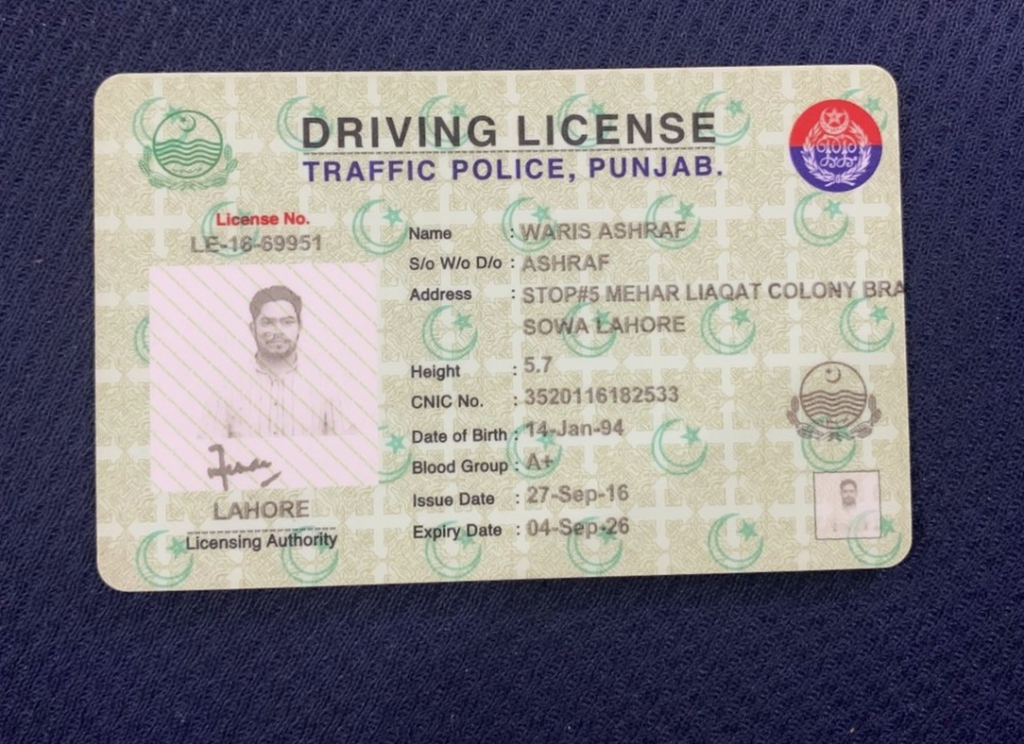 DRIVING LICENSE
TRAFFIC POLICE, PUNJAB.
License No.
LE-16-69951
Name : WARIS ASHRAF
S/o W/o D/o : ASHRAF
Address : STOP#5 MEHAR LIAQAT COLONY BRA
SOWA LAHORE
Height : 5.7
CNIC No. : 3520116182533
Date of Birth : 14-Jan-94
Blood Group : A+
Issue Date : 27-Sep-16
Expiry Date : 04-Sep-26
LAHORE
Licensing Authority